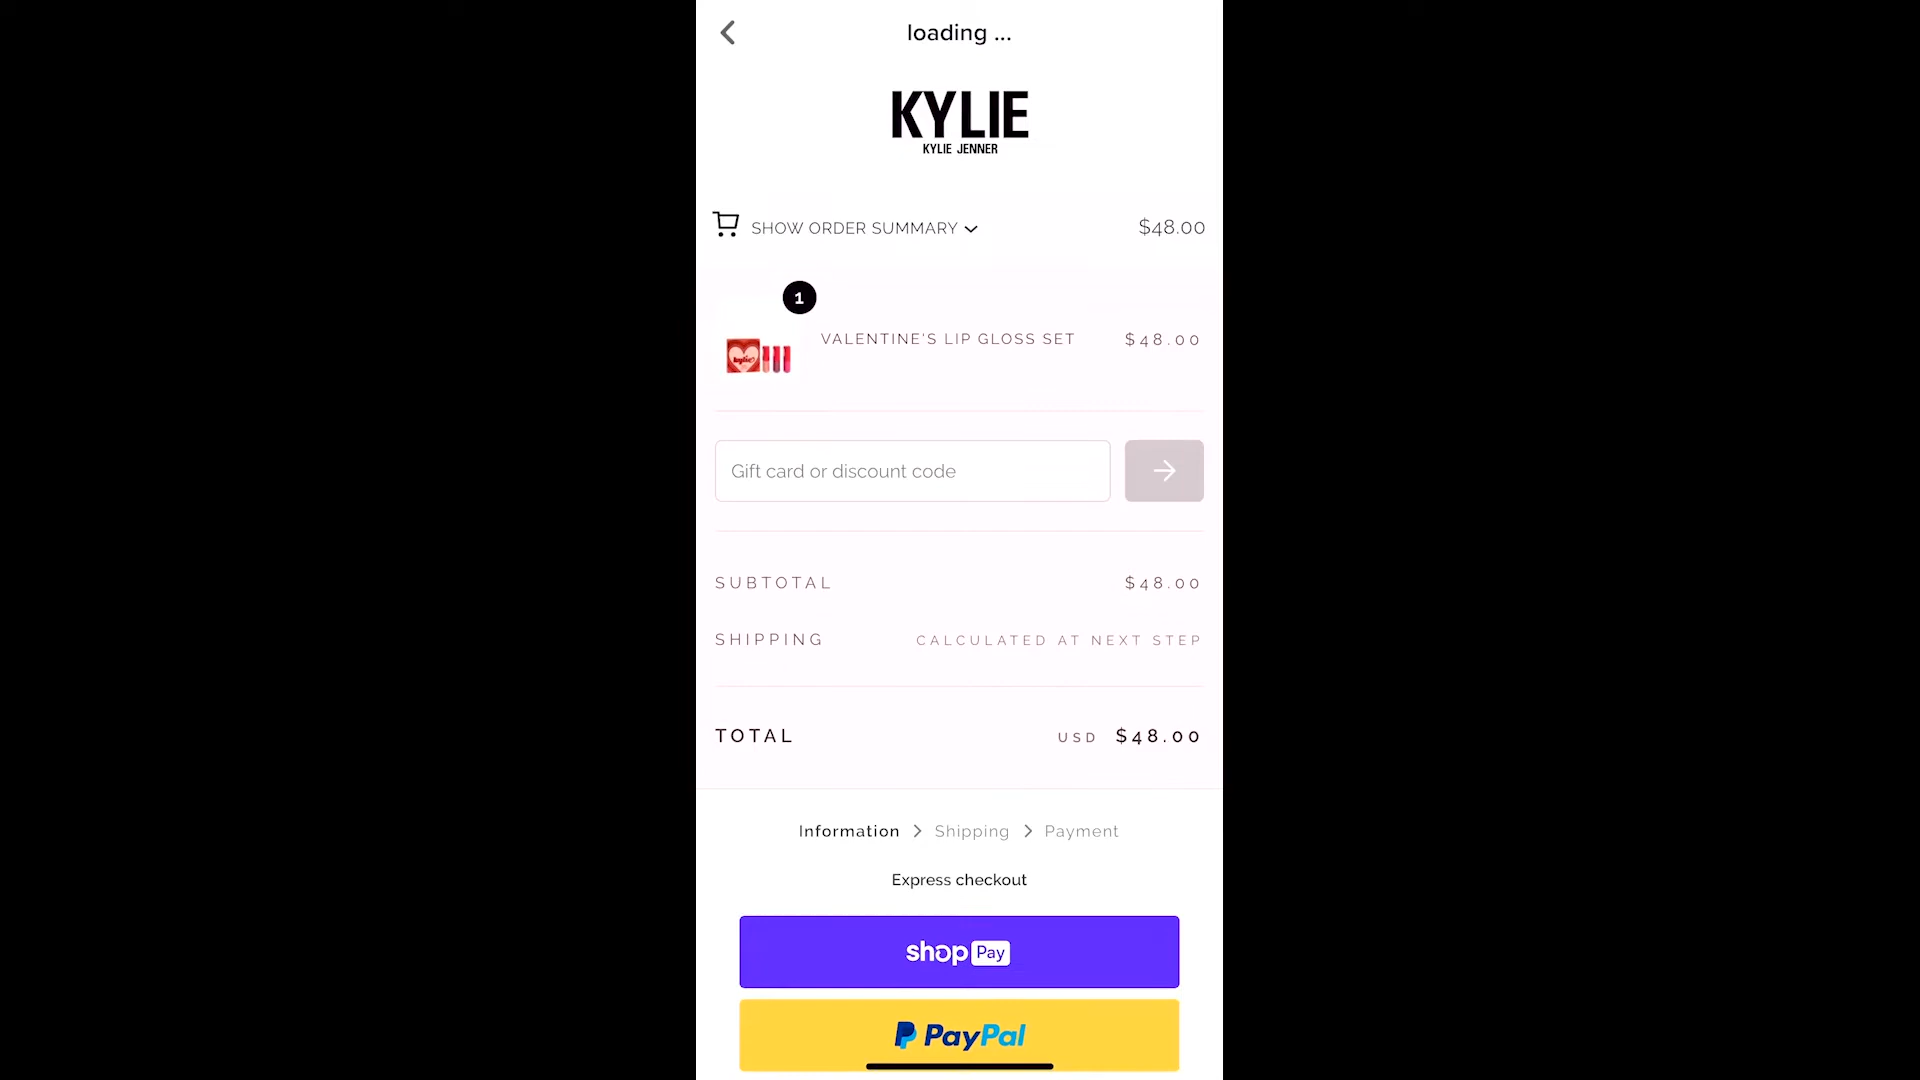 loading ...
KYLIE
KYLIE JENNER
SHOW ORDER SUMMARY $48.00
1
VALENTINE'S LIP GLOSS SET $48.00
kylie
Gift card or discount code
SUBTOTAL $48.00
SHIPPING CALCULATED AT NEXT STEP
TOTAL USD $48.00
Information > Shipping > Payment
Express checkout
shop Pay
PayPal